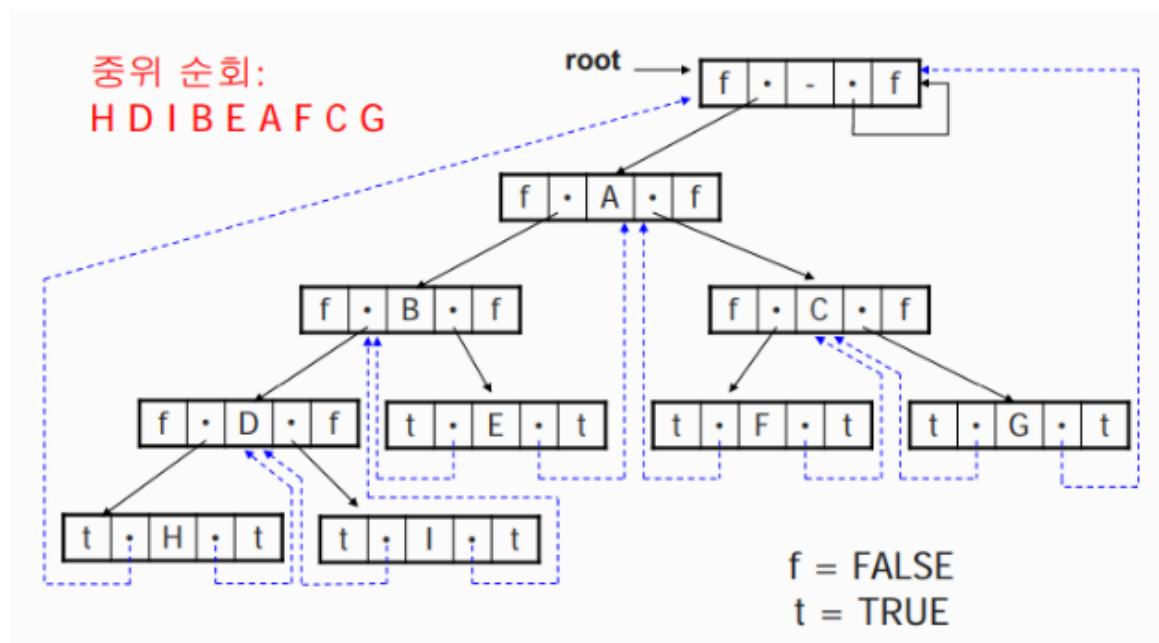 중위 순회:
H D I B E A F C G
root
f · - · f
f · A · f
f · B · f
f · C · f
f · D · f
t · E · t
t · F · t
t · G · t
t · H · t
t · I · t
f = FALSE
t = TRUE